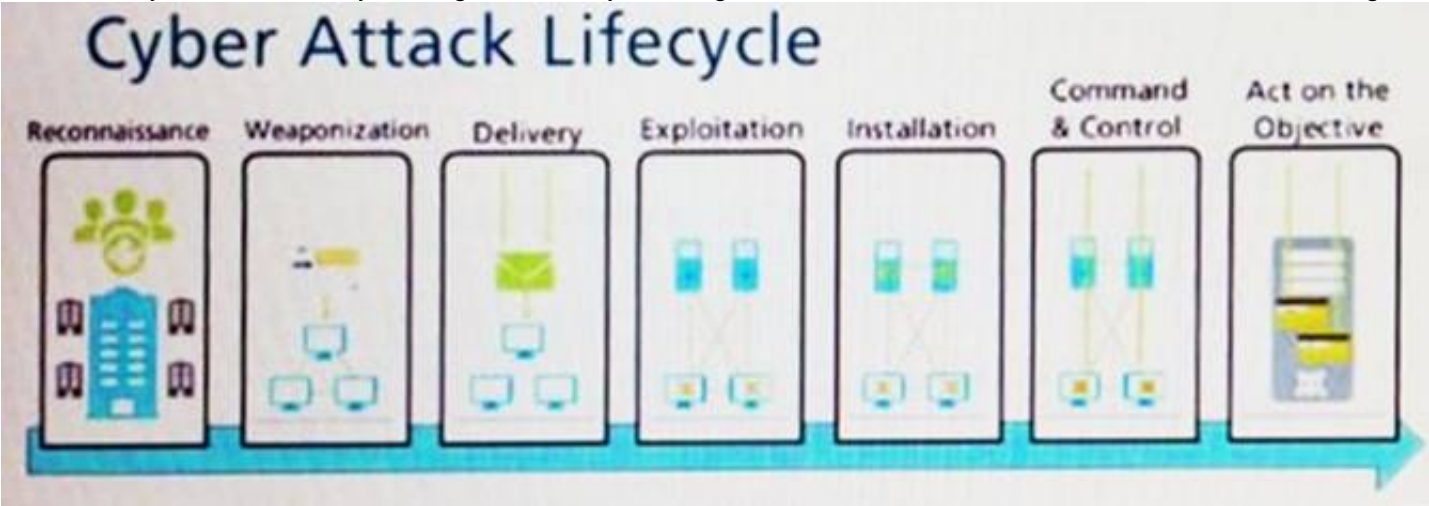 Cyber Attack Lifecycle
Reconnaissance
Weaponization
Delivery
Exploitation
Installation
Command
& Control
Act on the
Objective